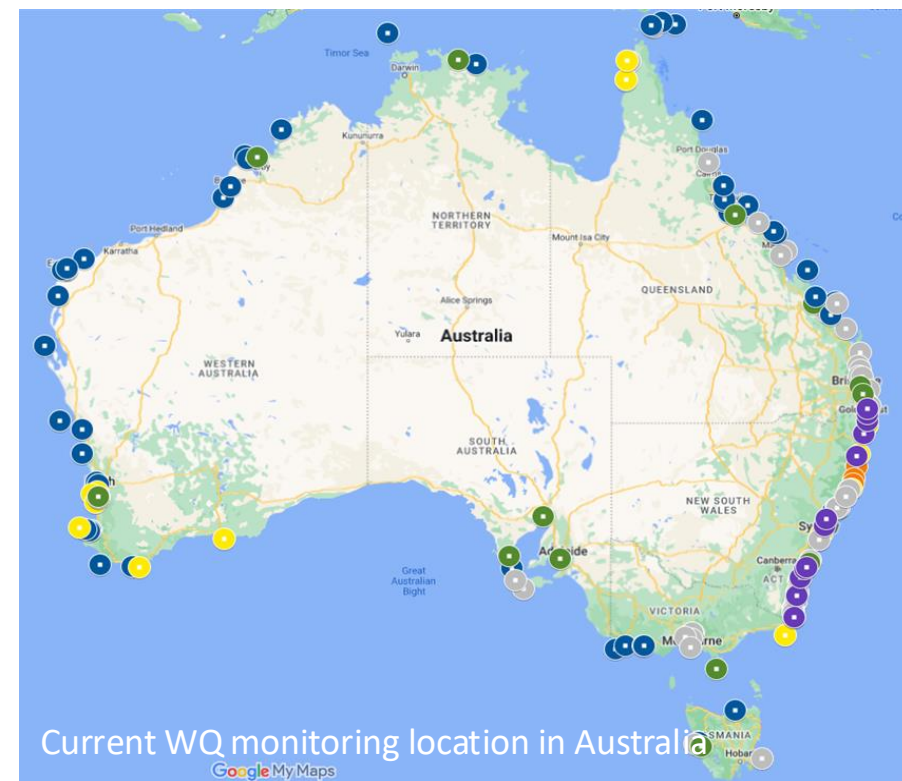 Timor Sea
Darwin
Kununurra
Port Douglas
Cairns
Port Hedland
Karratha
NORTHERN
TERRITORY
Mount Isa City
QUEENSLAND
Alice Springs
Yulara
Australia
WESTERN
AUSTRALIA
SOUTH
AUSTRALIA
NEW SOUTH
WALES
Canberra
ACT
Great
Australian
Bight
VICTORIA
Current WQ monitoring location in Australia
Google My Maps